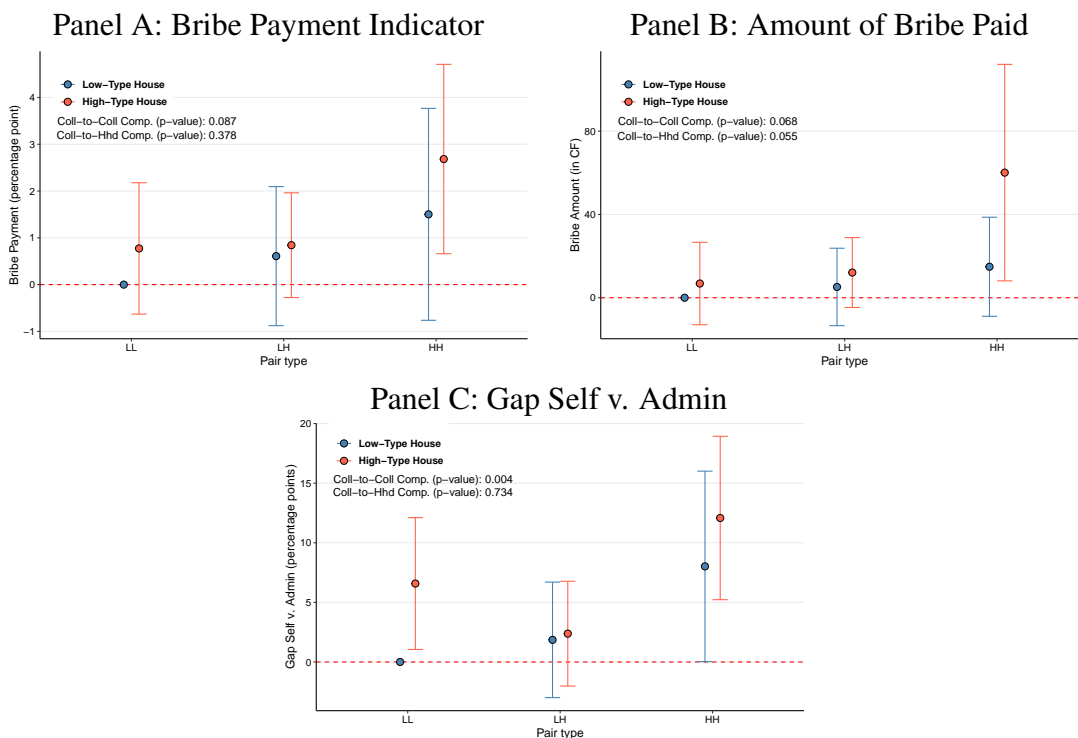 Panel A: Bribe Payment Indicator
Bribe Payment (percentage point)
4
3
2
1
0
−1
Low−Type House
High−Type House
Coll−to−Coll Comp. (p−value): 0.087
Coll−to−Hhd Comp. (p−value): 0.378
LL
LH
HH
Pair type
Panel B: Amount of Bribe Paid
Bribe Amount (in CF)
80
40
0
Low−Type House
High−Type House
Coll−to−Coll Comp. (p−value): 0.068
Coll−to−Hhd Comp. (p−value): 0.055
LL
LH
HH
Pair type
Panel C: Gap Self v. Admin
Gap Self v. Admin (percentage points)
20
15
10
5
0
Low−Type House
High−Type House
Coll−to−Coll Comp. (p−value): 0.004
Coll−to−Hhd Comp. (p−value): 0.734
LL
LH
HH
Pair type